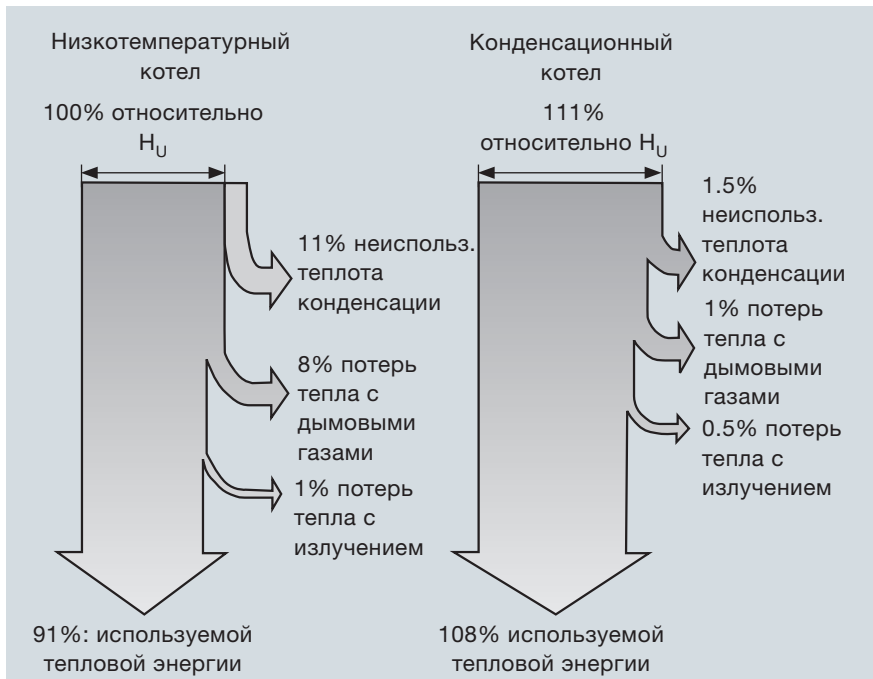 Низкотемпературный
котел
100% относительно
HU
11% неиспольз.
теплота
конденсации
8% потерь
тепла с
дымовыми
газами
1% потерь
тепла с
излучением
91%: используемой
тепловой энергии
Конденсационный
котел
111%
относительно HU
1.5%
неиспольз.
теплота
конденсации
1% потерь
тепла с
дымовыми
газами
0.5% потерь
тепла с
излучением
108% используемой
тепловой энергии